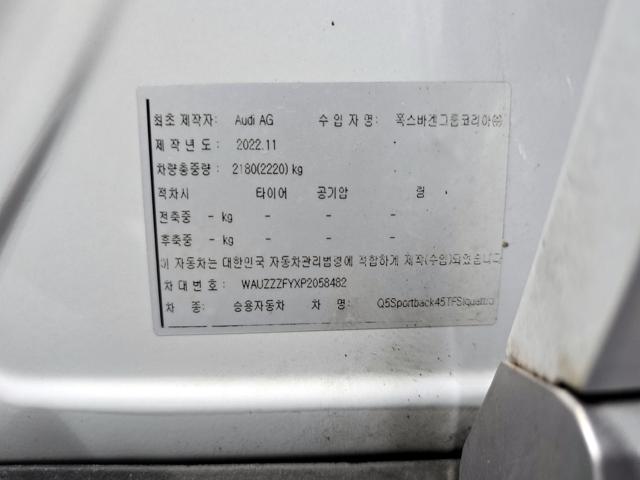 최초 제작자: Audi AG 수 입 자 명: 폭스바겐그룹코리아㈜
제 작 년 도 : 2022.11
차량총중량: 2180(2220) kg
적차시 타이어 공기압 림
전축중 - kg - - -
후축중 - kg - - -
이 자동차는 대한민국 자동차관리법령에 적합하게 제작(수입)되었습니다
차 대 번 호 : WAUZZZFYXP2058482
차 종: 승용자동차 차 명: Q5Sportback45TFSIquattro